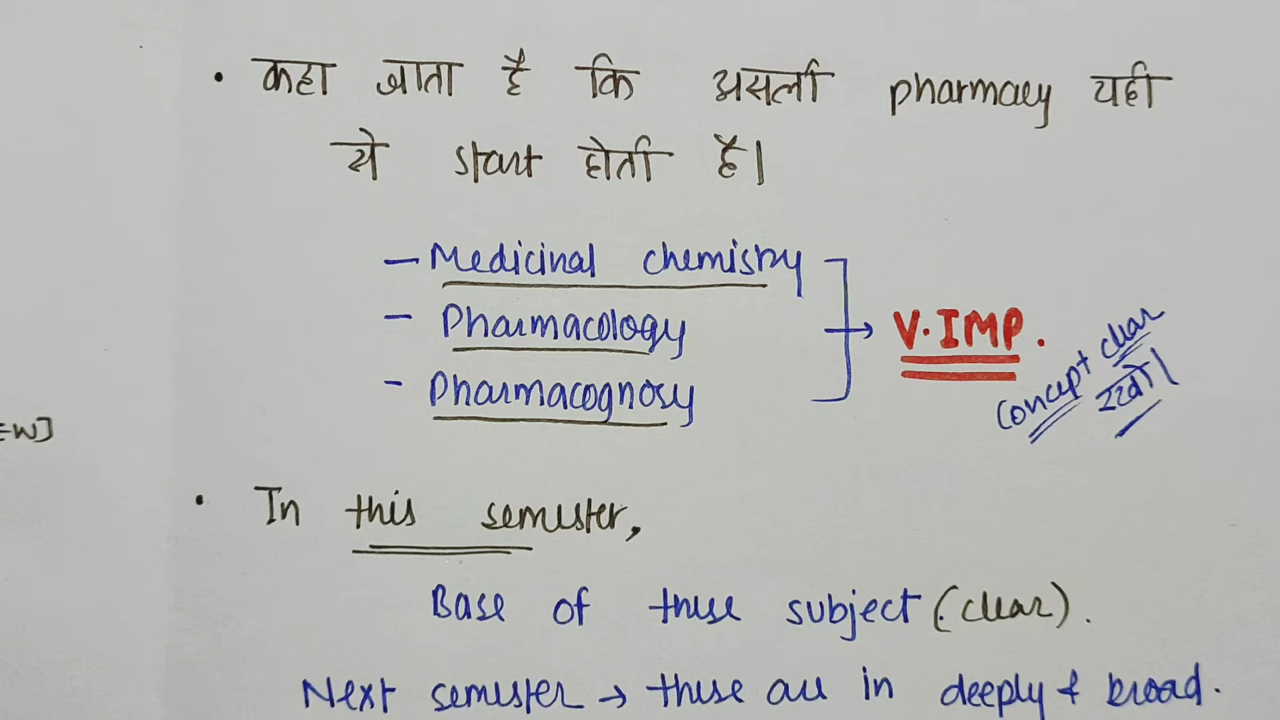 • कहा जाता है कि असली pharmacy यही
से start होती है।
– Medicinal chemistry
– Pharmacology
– Pharmacognosy
→ V.IMP.
Concept clear
रखो।
• In this semester,
Base of these subject (clear).
Next semester → these are in deeply & broad.